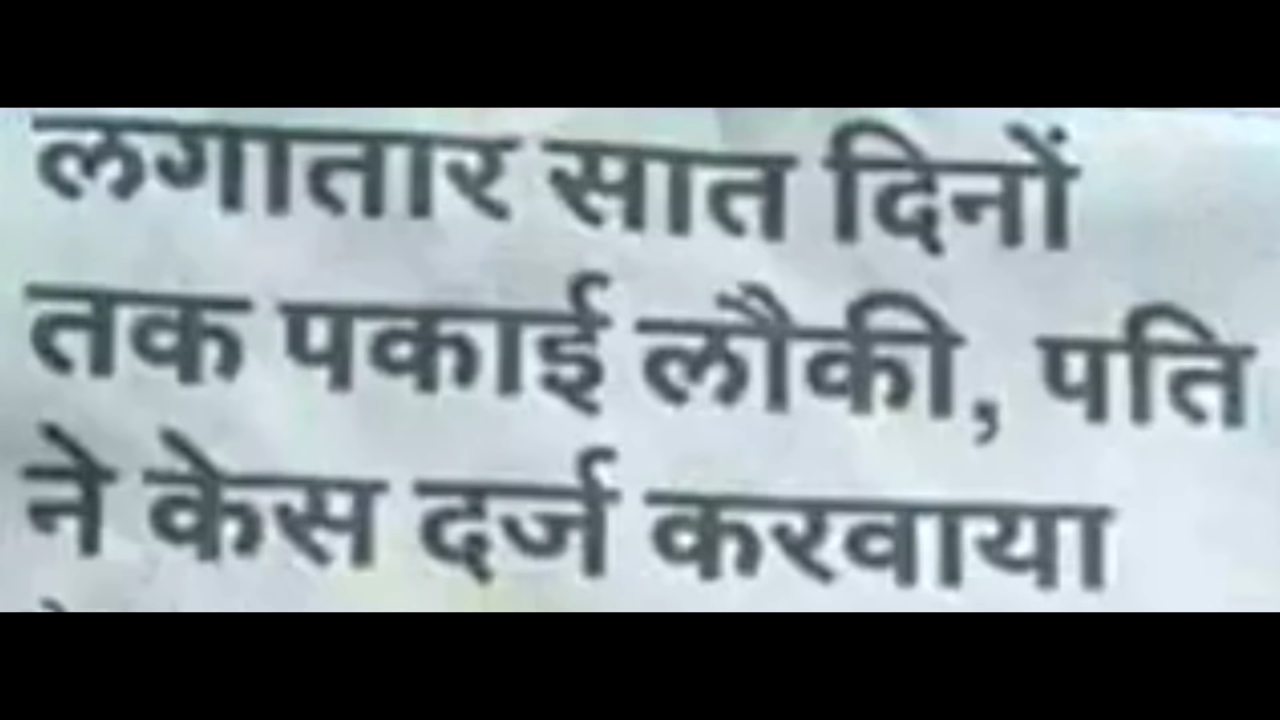 लगातार सात दिनों
तक पकाई लौकी, पति
ने केस दर्ज करवाया